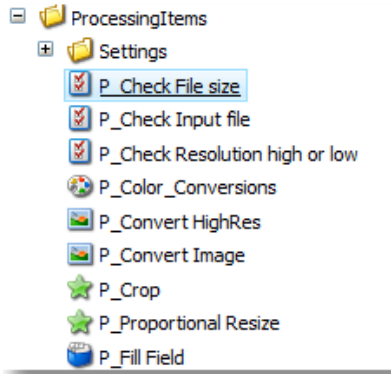 ProcessingItems
Settings
P_Check File size
P_Check Input file
P_Check Resolution high or low
P_Color_Conversions
P_Convert HighRes
P_Convert Image
P_Crop
P_Proportional Resize
P_Fill Field